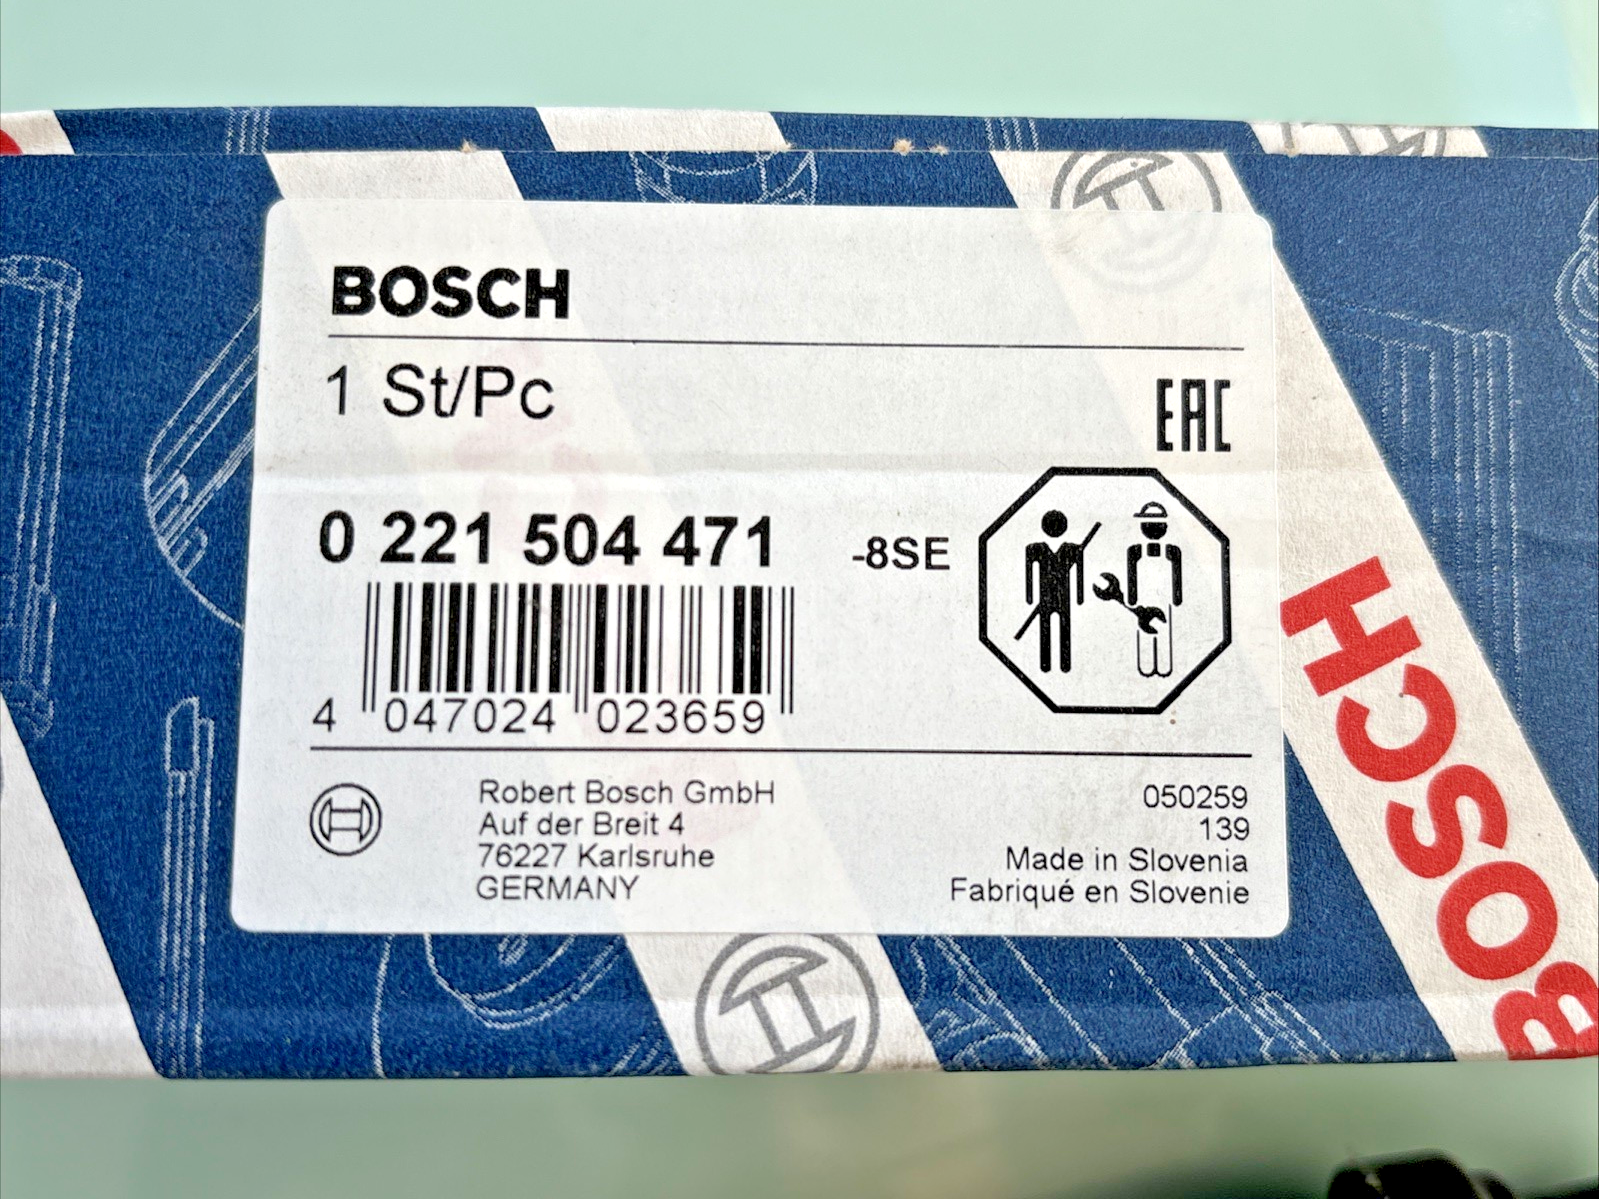 BOSCH
1 St/Pc
EAC
0 221 504 471
-8SE
4 047024 023659
Robert Bosch GmbH
Auf der Breit 4
76227 Karlsruhe
GERMANY
050259
139
Made in Slovenia
Fabriqué en Slovenie
BOSCH